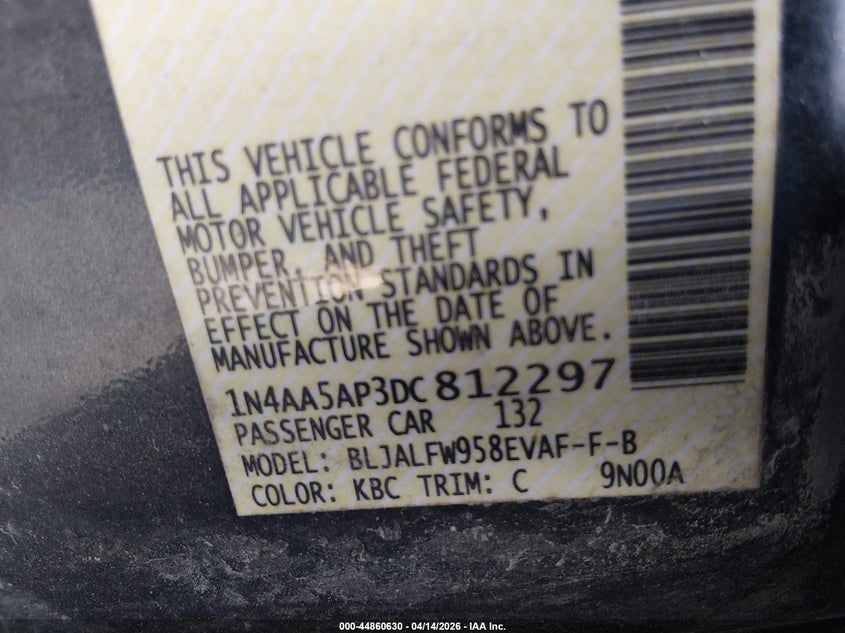 THIS VEHICLE CONFORMS TO
ALL APPLICABLE FEDERAL
MOTOR VEHICLE SAFETY,
BUMPER, AND THEFT
PREVENTION STANDARDS IN
EFFECT ON THE DATE OF
MANUFACTURE SHOWN ABOVE.
1N4AA5AP3DC812297
PASSENGER CAR 132
MODEL: BLJALFW958EVAF-F-B
COLOR: KBC TRIM: C 9N00A
000-44860630 - 04/14/2026 - IAA Inc.